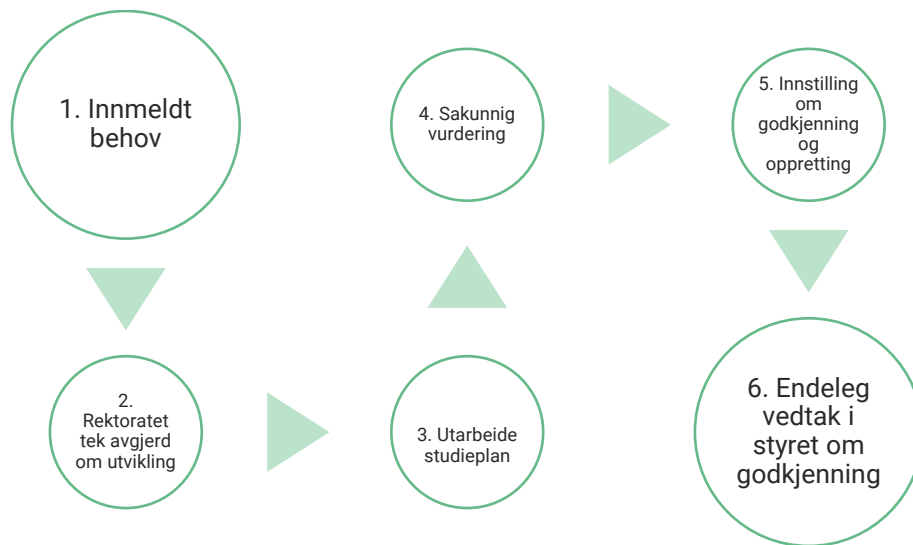 1. Innmeldt
behov
2.
Rektoratet
tek avgjerd
om utvikling
3. Utarbeide
studieplan
4. Sakunnig
vurdering
5. Innstilling
om
godkjenning
og
oppretting
6. Endeleg
vedtak i
styret om
godkjenning